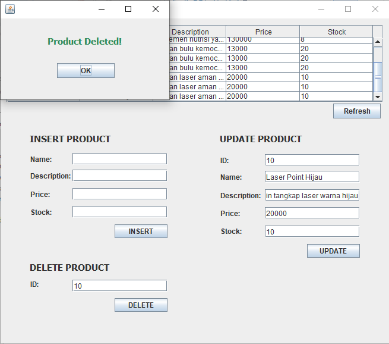 Product Deleted!
OK
Description Price Stock
emen nutrisi ya... 130000 8
an bulu kemoc... 13000 20
an bulu kemoc... 13000 20
an bulu kemoc... 13000 20
an laser aman ... 20000 10
an laser aman ... 20000 10
an laser aman ... 20000 10
Refresh
INSERT PRODUCT
Name:
Description:
Price:
Stock:
INSERT
UPDATE PRODUCT
ID: 10
Name: Laser Point Hijau
Description: in tangkap laser warna hijau
Price: 20000
Stock: 10
UPDATE
DELETE PRODUCT
ID: 10
DELETE